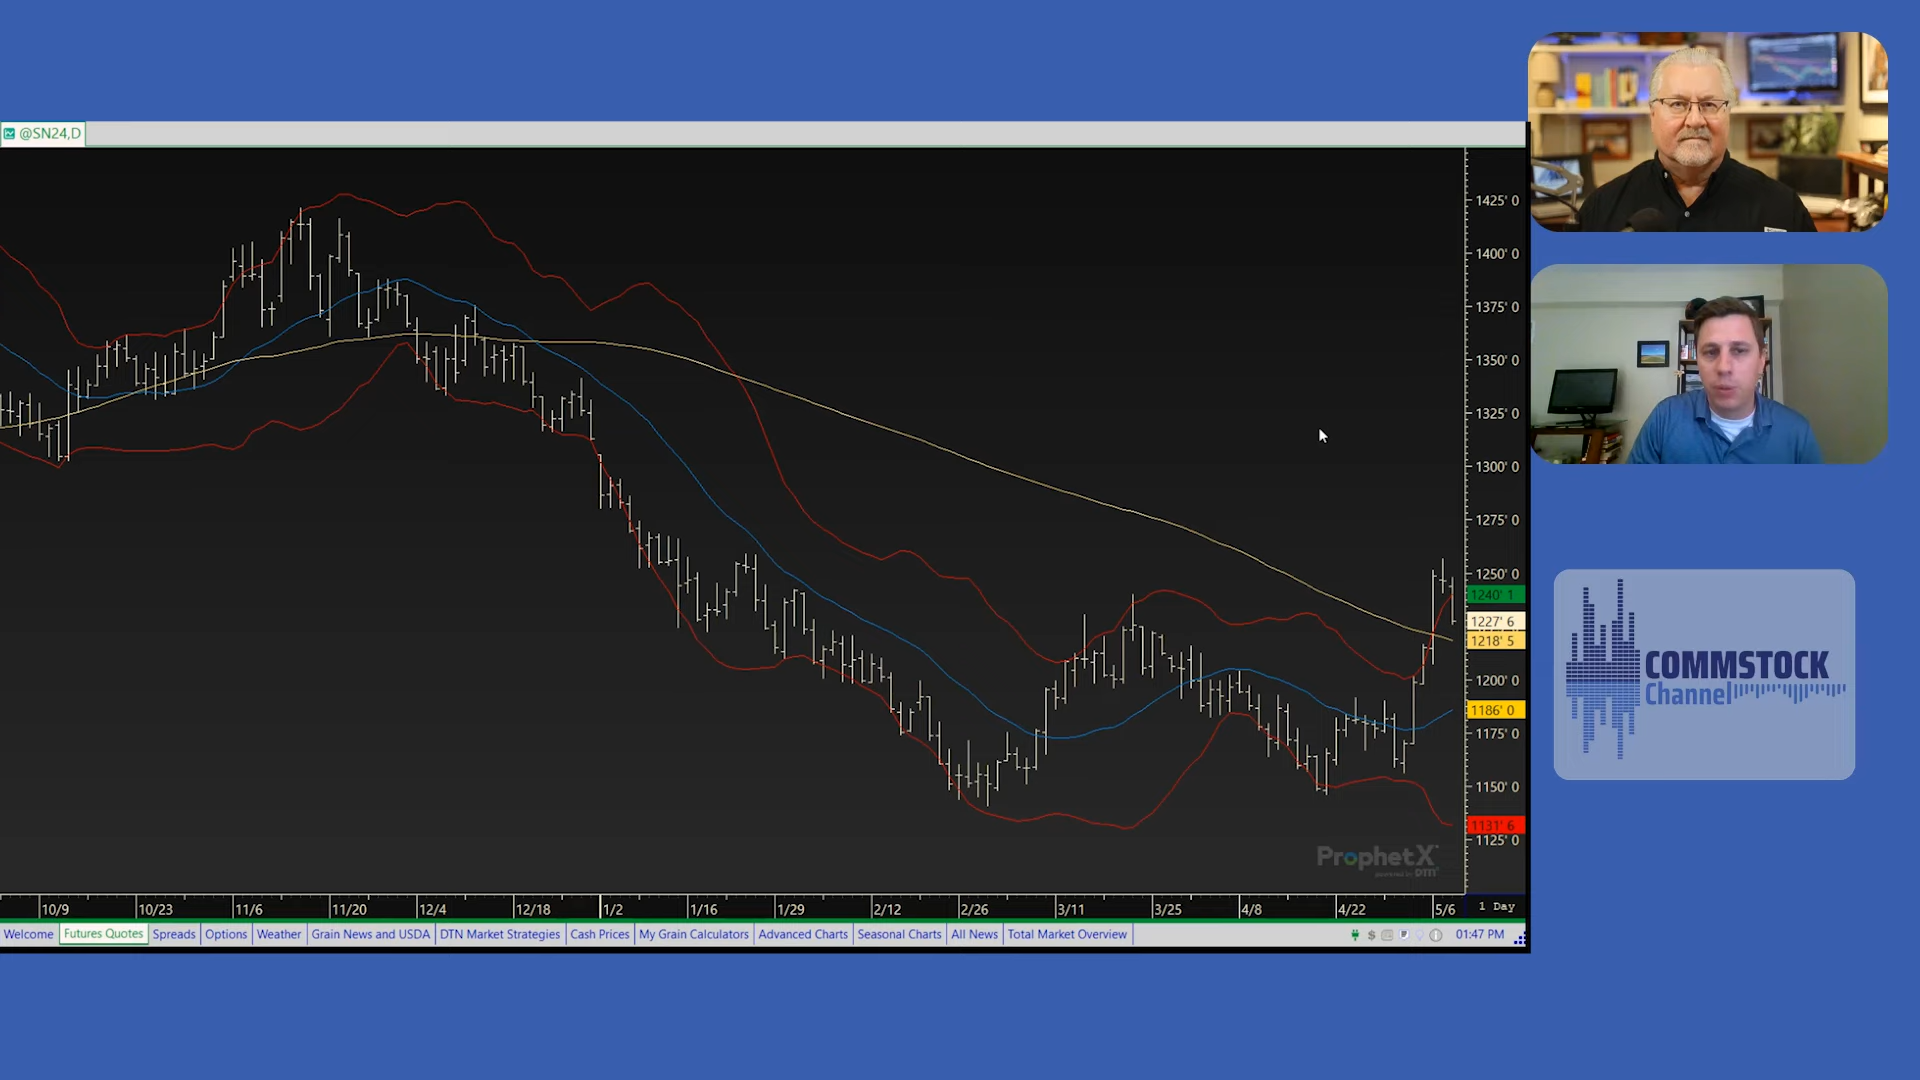 @SN24,D
1425' 0
1400' 0
1375' 0
1350' 0
1325' 0
1300' 0
1275' 0
1250' 0
1240' 1
1227' 6
1218' 5
1200' 0
1186' 0
1175' 0
1150' 0
1131' 6
1125' 0
ProphetX
powered by DTN
10/9 10/23 11/6 11/20 12/4 12/18 1/2 1/16 1/29 2/12 2/26 3/11 3/25 4/8 4/22 5/6 1 Day
Welcome Futures Quotes Spreads Options Weather Grain News and USDA DTN Market Strategies Cash Prices My Grain Calculators Advanced Charts Seasonal Charts All News Total Market Overview 01:47 PM
COMMSTOCK
Channel